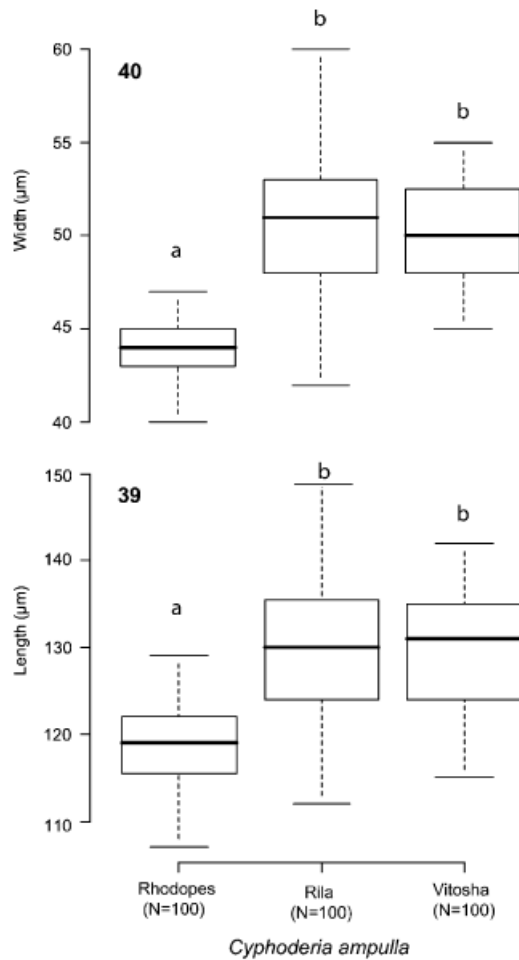 40
b
b
a
60
55
50
45
40
Width (µm)
39
b
b
a
150
140
130
120
110
Length (µm)
Rhodopes
(N=100)
Rila
(N=100)
Vitosha
(N=100)
Cyphoderia ampulla